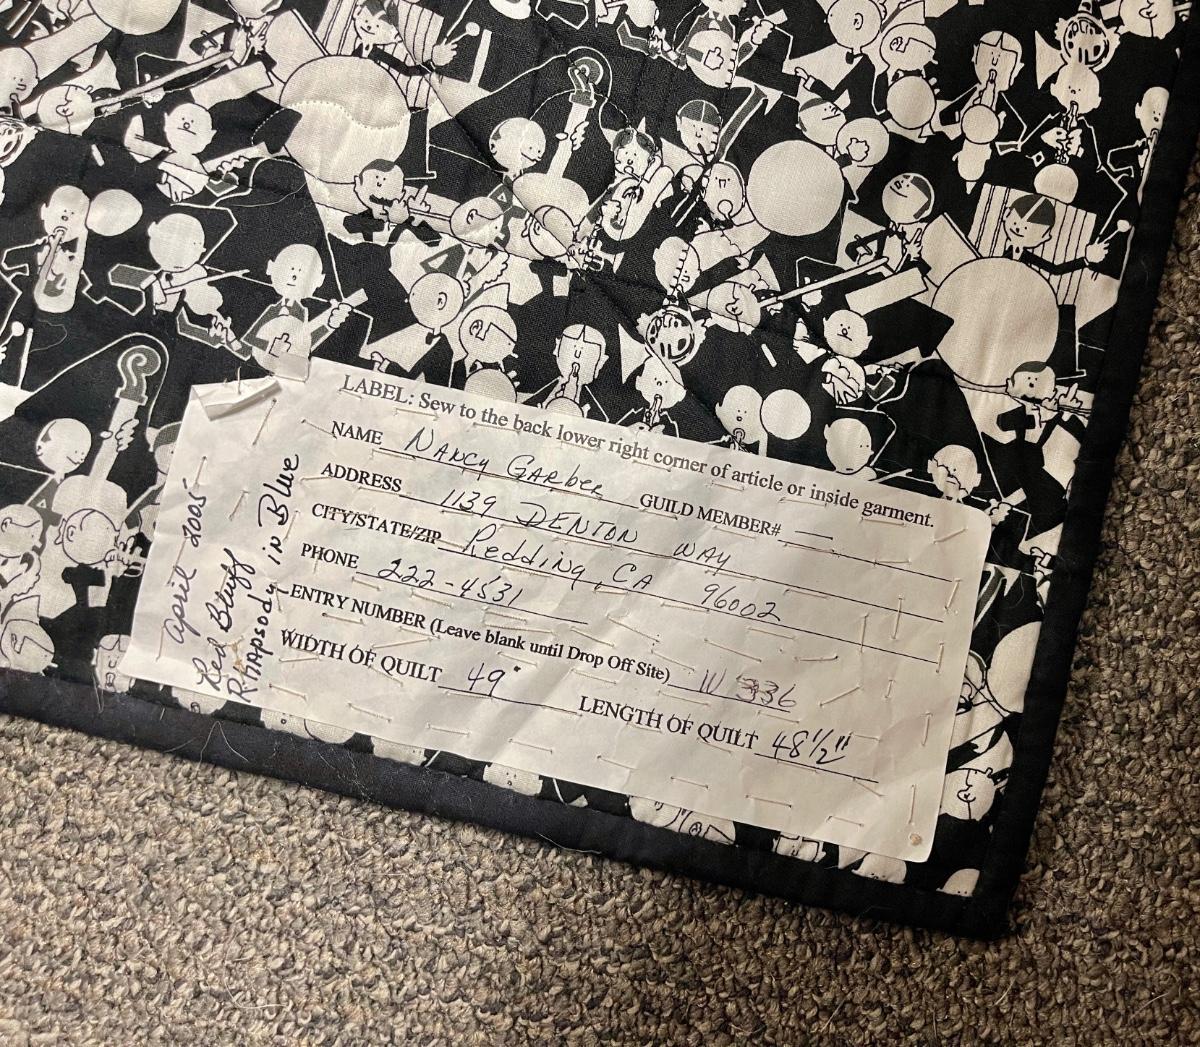 LABEL: Sew to the back lower right corner of article or inside garment.
NAME Nancy Garber GUILD MEMBER# —
ADDRESS 1139 DENTON WAY
CITY/STATE/ZIP Redding, CA 96002
PHONE 222-4531
ENTRY NUMBER (Leave blank until Drop Off Site) W 336
WIDTH OF QUILT 49" LENGTH OF QUILT 48 1/2"
April 2005
Red Bluff
Rhapsody in Blue